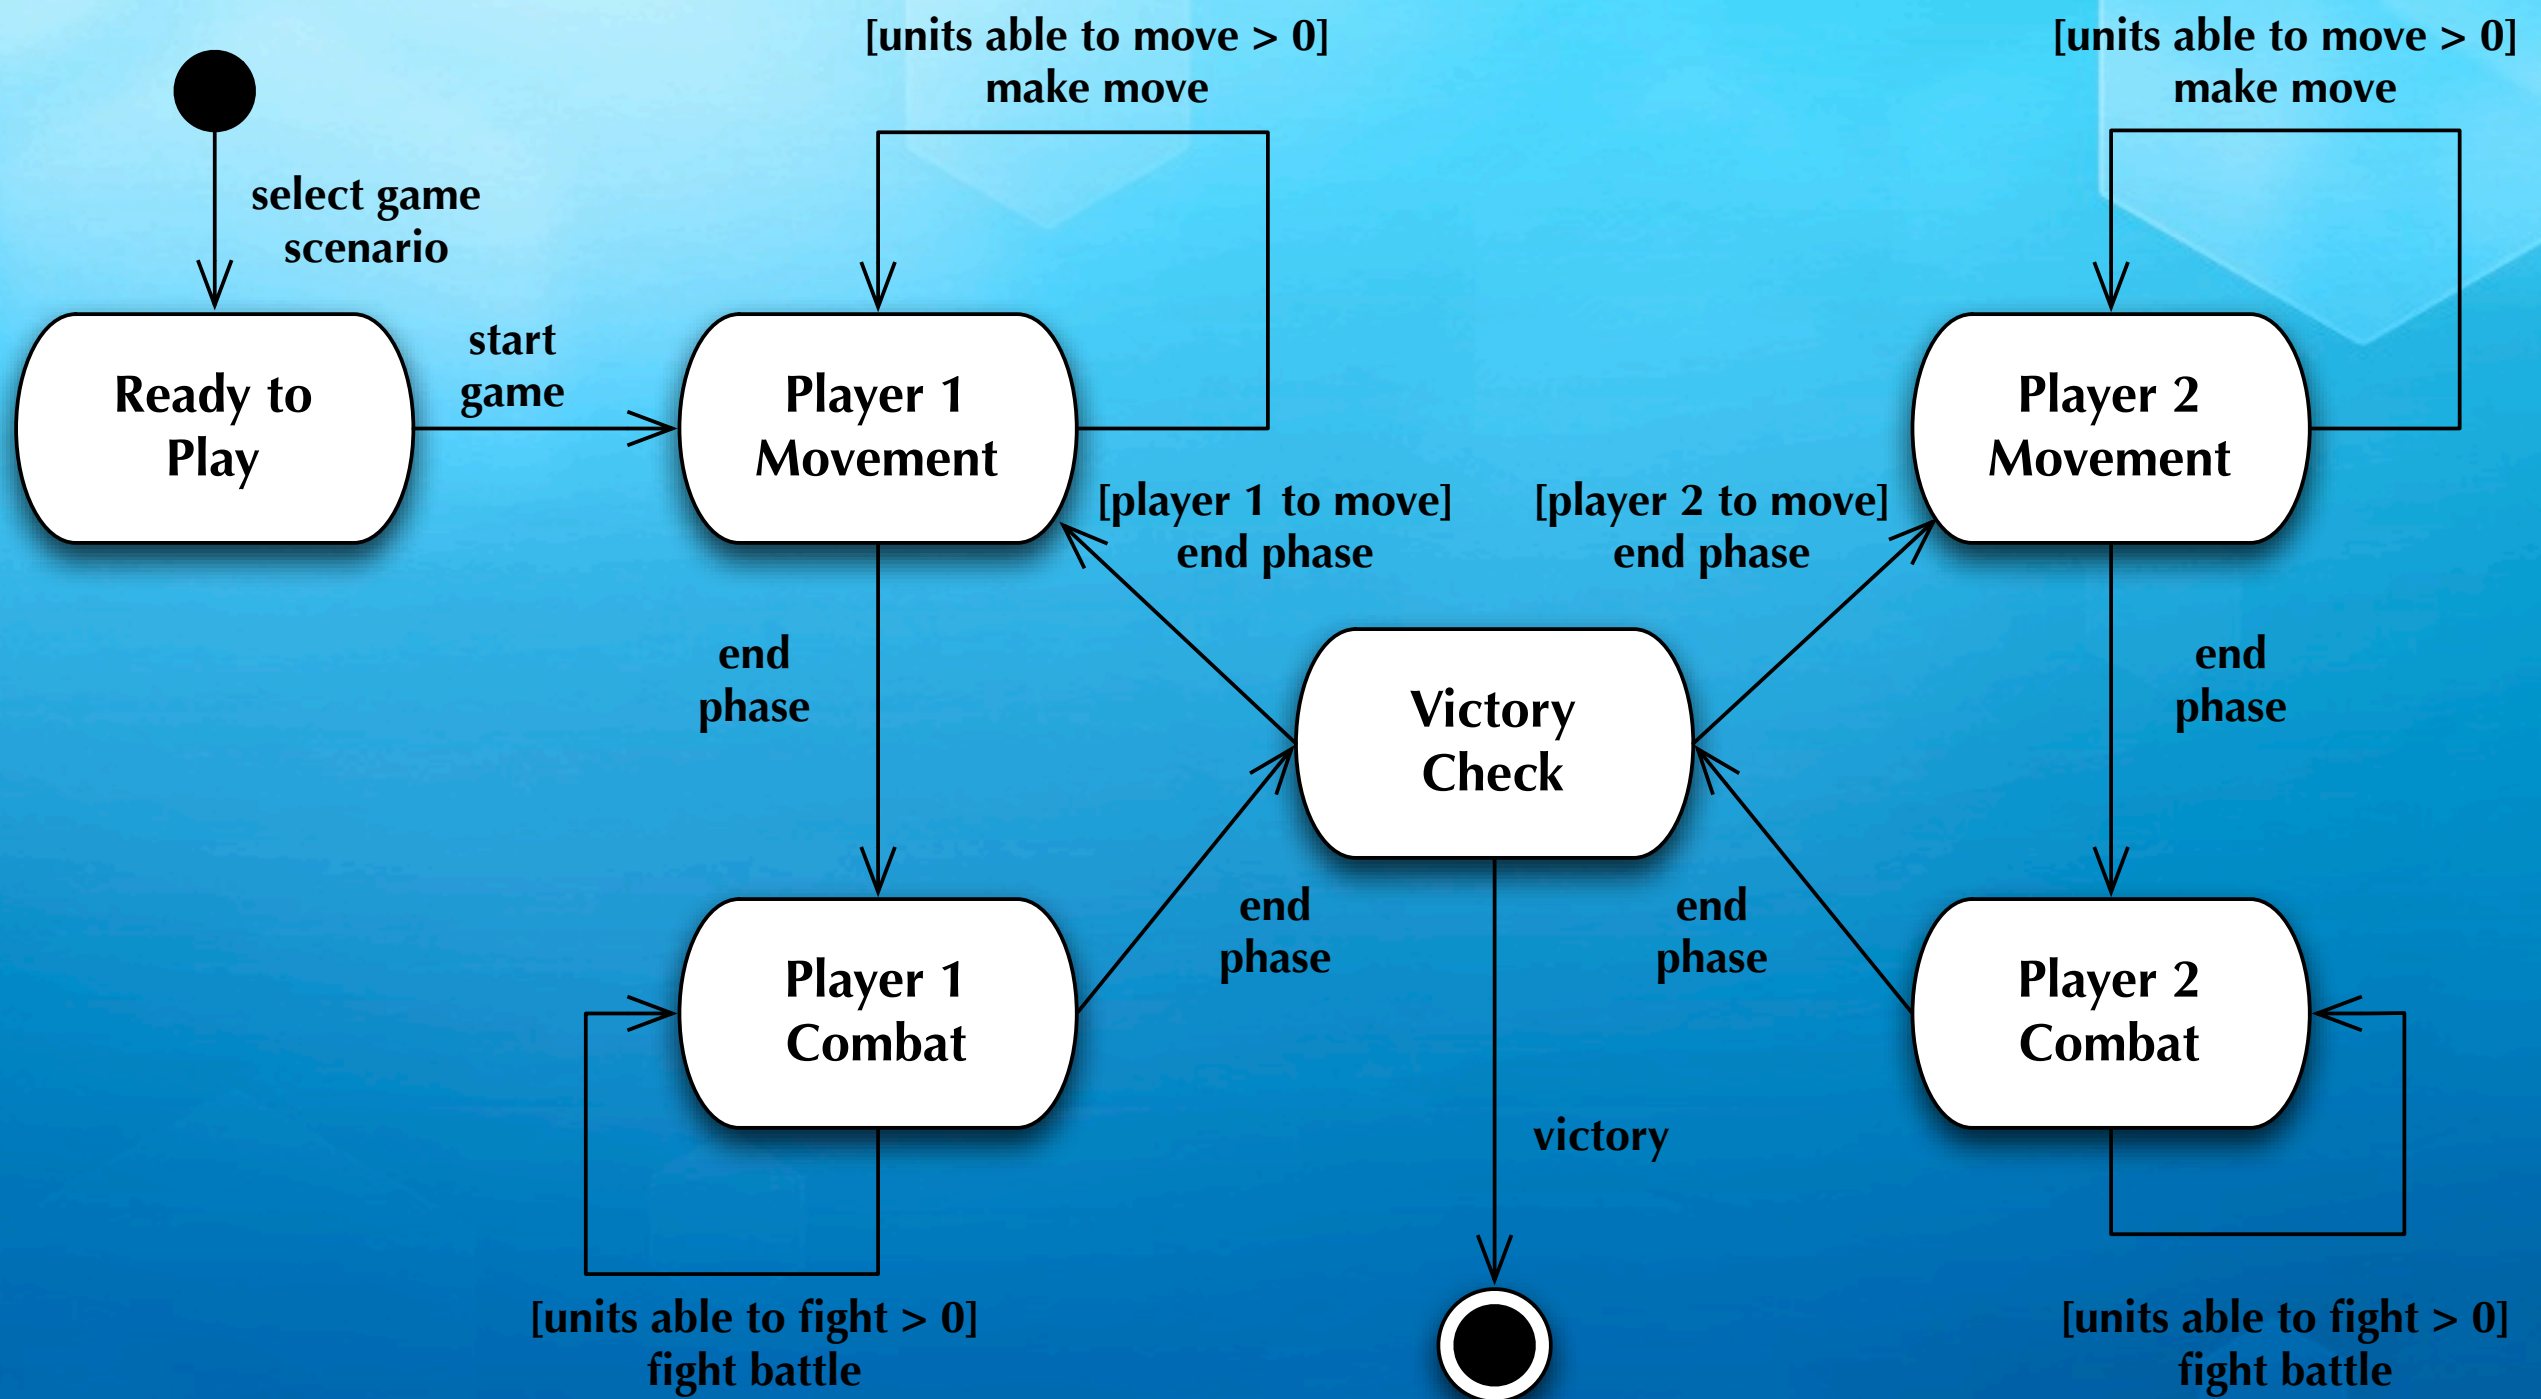 [units able to move > 0]
make move
[units able to move > 0]
make move
select game
scenario
start
game
Ready to
Play
Player 1
Movement
Player 2
Movement
[player 1 to move]
end phase
[player 2 to move]
end phase
end
phase
Victory
Check
end
phase
end
phase
end
phase
Player 1
Combat
Player 2
Combat
victory
[units able to fight > 0]
fight battle
[units able to fight > 0]
fight battle